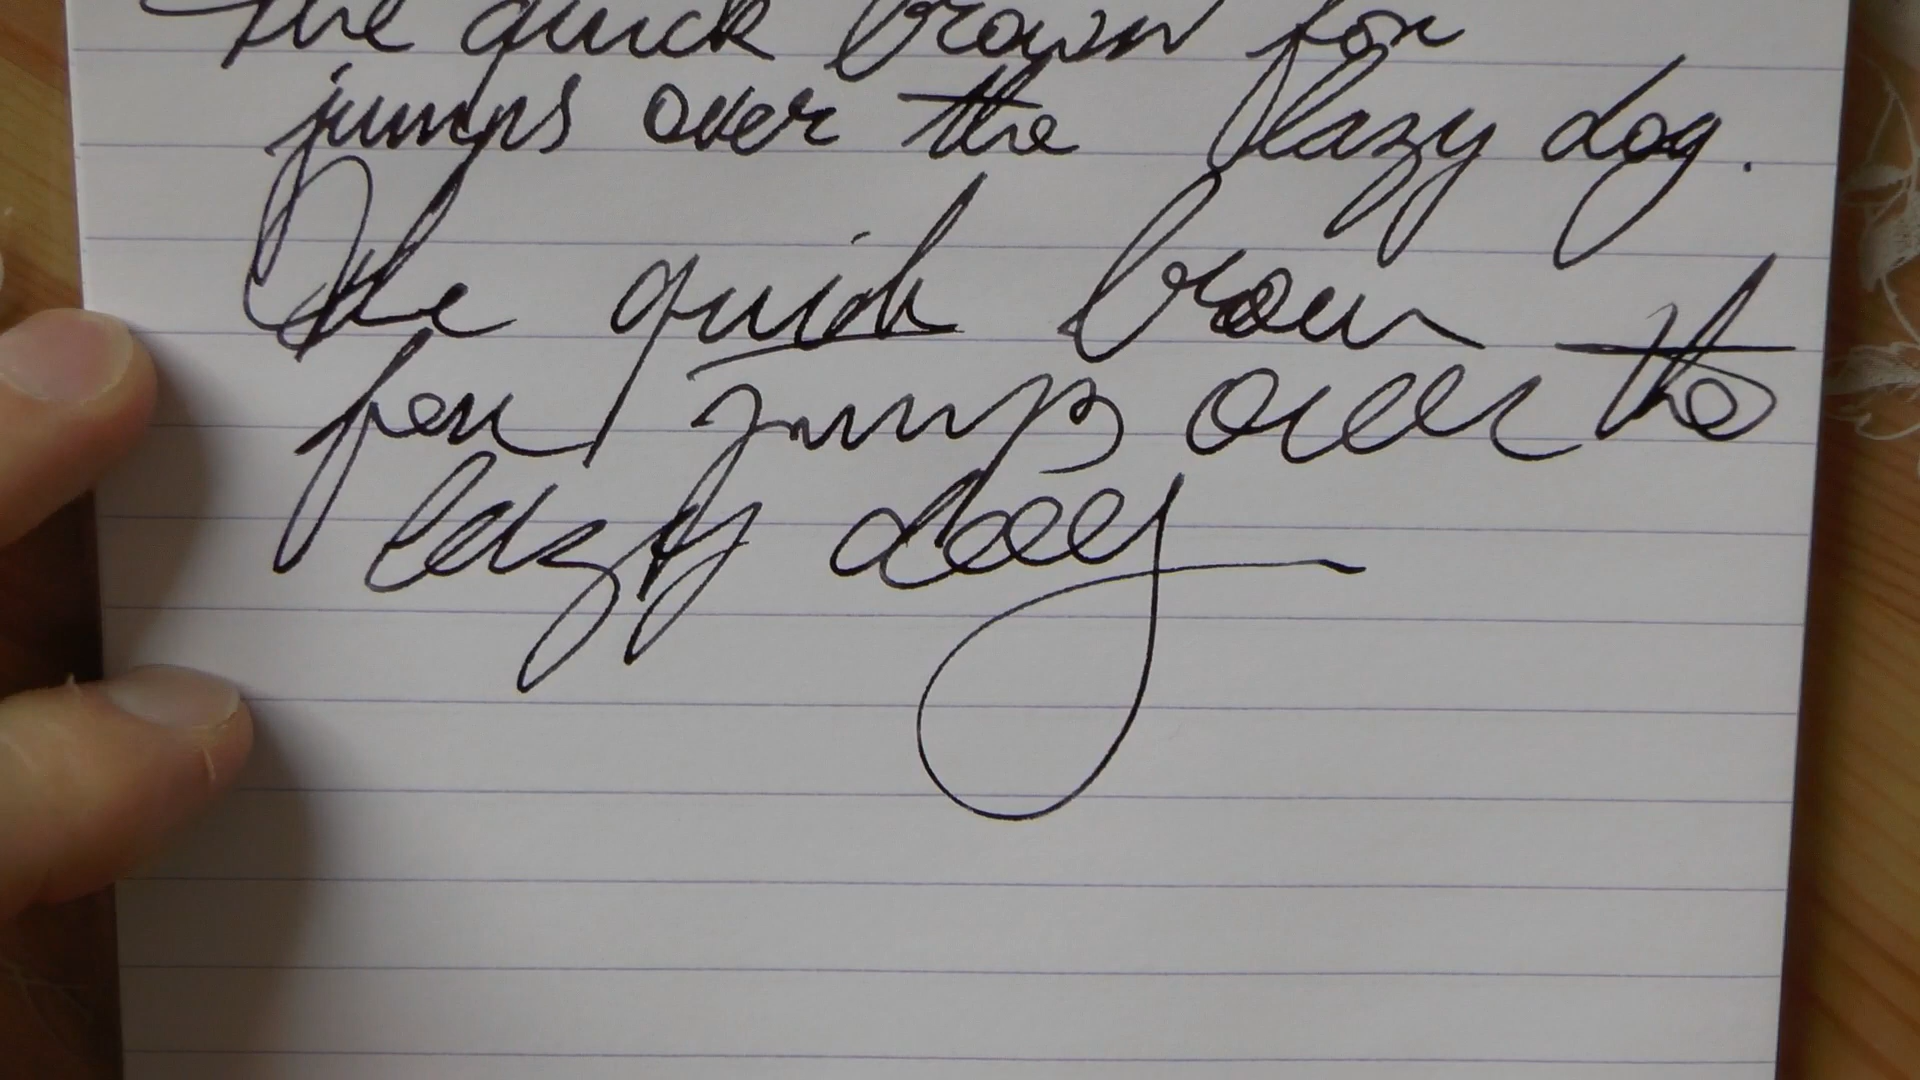 the quick brown fox
jumps over the lazy dog.
The quick brown
fox jumps over the
lazy dog